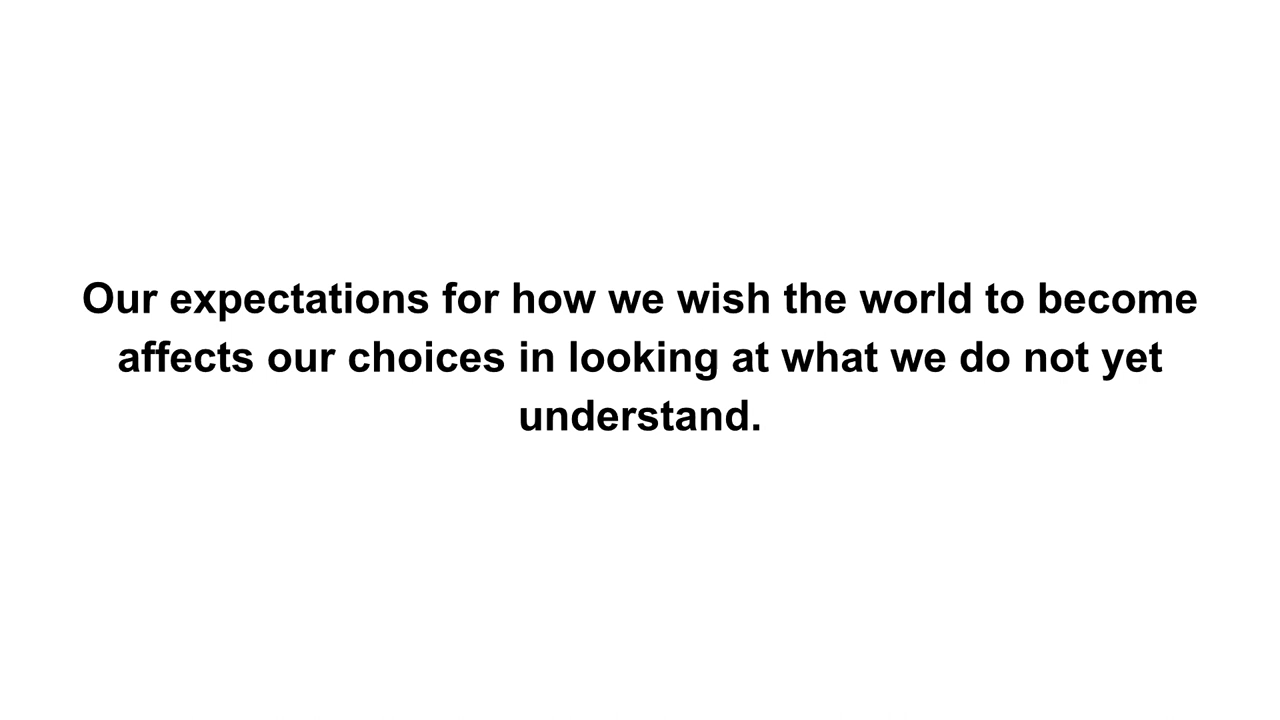 Our expectations for how we wish the world to become
affects our choices in looking at what we do not yet
understand.